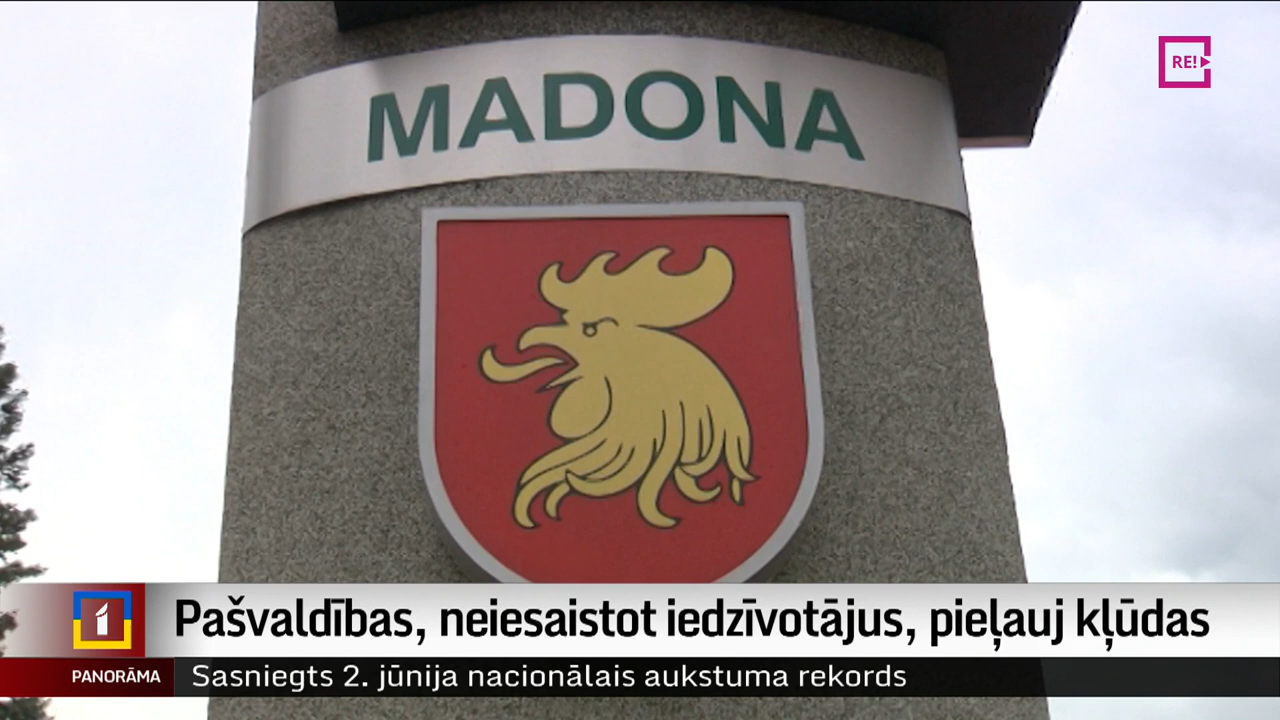 RE!
MADONA
1
Pašvaldības, neiesaistot iedzīvotājus, pieļauj kļūdas
PANORĀMA
Sasniegts 2. jūnija nacionālais aukstuma rekords